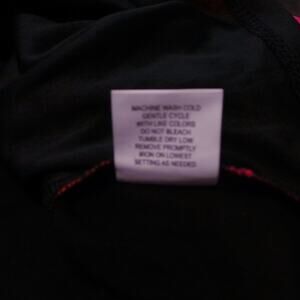 MACHINE WASH COLD
GENTLE CYCLE
WITH LIKE COLORS
DO NOT BLEACH
TUMBLE DRY LOW
REMOVE PROMPTLY
IRON ON LOWEST
SETTING AS NEEDED